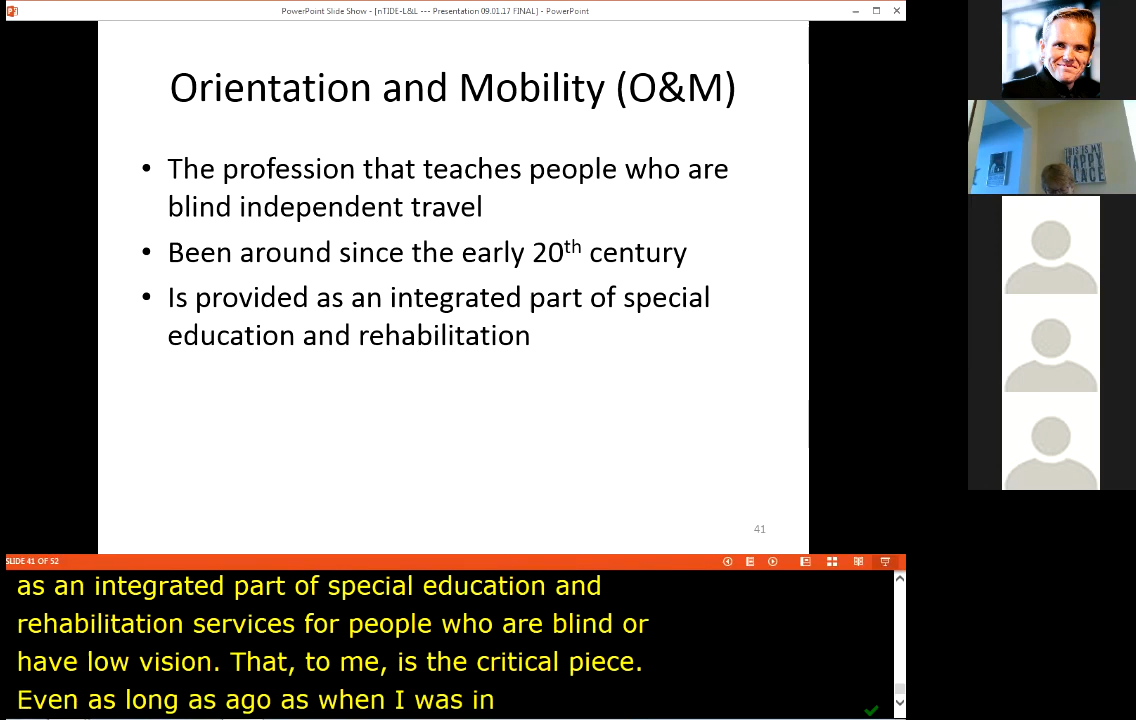 PowerPoint Slide Show - [nTIDE-L&L --- Presentation 09.01.17 FINAL] - PowerPoint
Orientation and Mobility (O&M)
• The profession that teaches people who are
blind independent travel
• Been around since the early 20th century
• Is provided as an integrated part of special
education and rehabilitation
41
SLIDE 41 OF 52
as an integrated part of special education and
rehabilitation services for people who are blind or
have low vision. That, to me, is the critical piece.
Even as long as ago as when I was in
THIS IS MY
HAPPY
PLACE